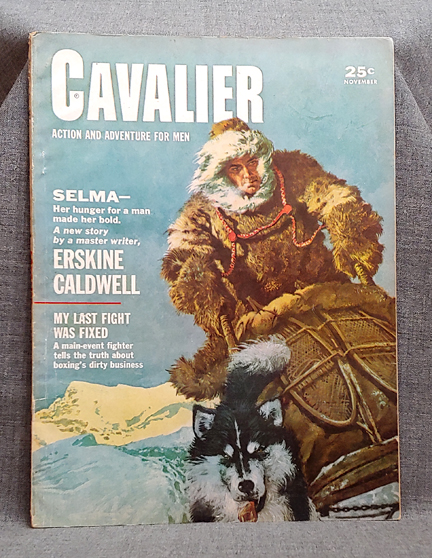 CAVALIER
®
25c
NOVEMBER
ACTION AND ADVENTURE FOR MEN
SELMA—
Her hunger for a man
made her bold.
A new story
by a master writer,
ERSKINE
CALDWELL
MY LAST FIGHT
WAS FIXED
A main-event fighter
tells the truth about
boxing's dirty business